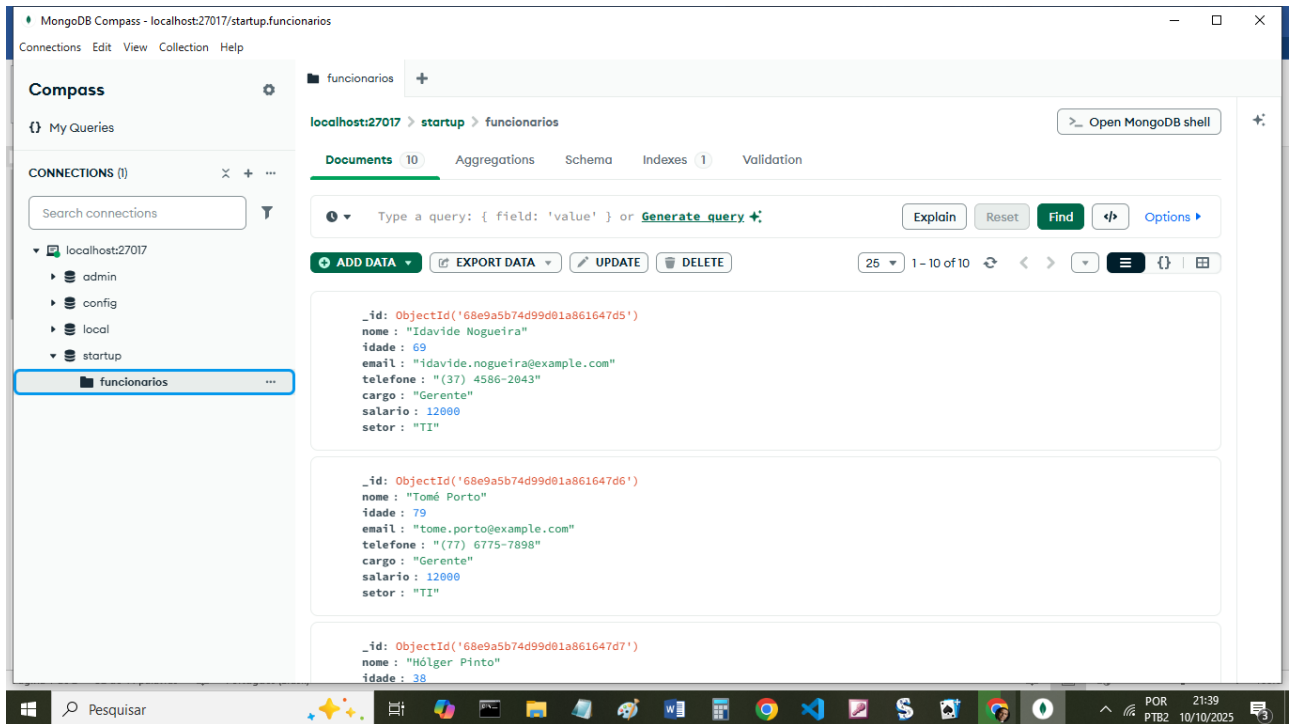 MongoDB Compass - localhost:27017/startup.funcionarios
Connections Edit View Collection Help
Compass
{} My Queries
CONNECTIONS (1)
Search connections
localhost:27017
admin
config
local
startup
funcionarios
funcionarios
localhost:27017 > startup > funcionarios
>_ Open MongoDB shell
Documents 10 Aggregations Schema Indexes 1 Validation
Type a query: { field: 'value' } or Generate query
Explain Reset Find </> Options
ADD DATA EXPORT DATA UPDATE DELETE
25 1 – 10 of 10 {}
_id: ObjectId('68e9a5b74d99d01a861647d5')
nome : "Idavide Nogueira"
idade : 69
email : "idavide.nogueira@example.com"
telefone : "(37) 4586-2043"
cargo : "Gerente"
salario : 12000
setor : "TI"
_id: ObjectId('68e9a5b74d99d01a861647d6')
nome : "Tomé Porto"
idade : 79
email : "tome.porto@example.com"
telefone : "(77) 6775-7898"
cargo : "Gerente"
salario : 12000
setor : "TI"
_id: ObjectId('68e9a5b74d99d01a861647d7')
nome : "Hólger Pinto"
idade : 38
Pesquisar
POR
PTB2
21:39
10/10/2025
3